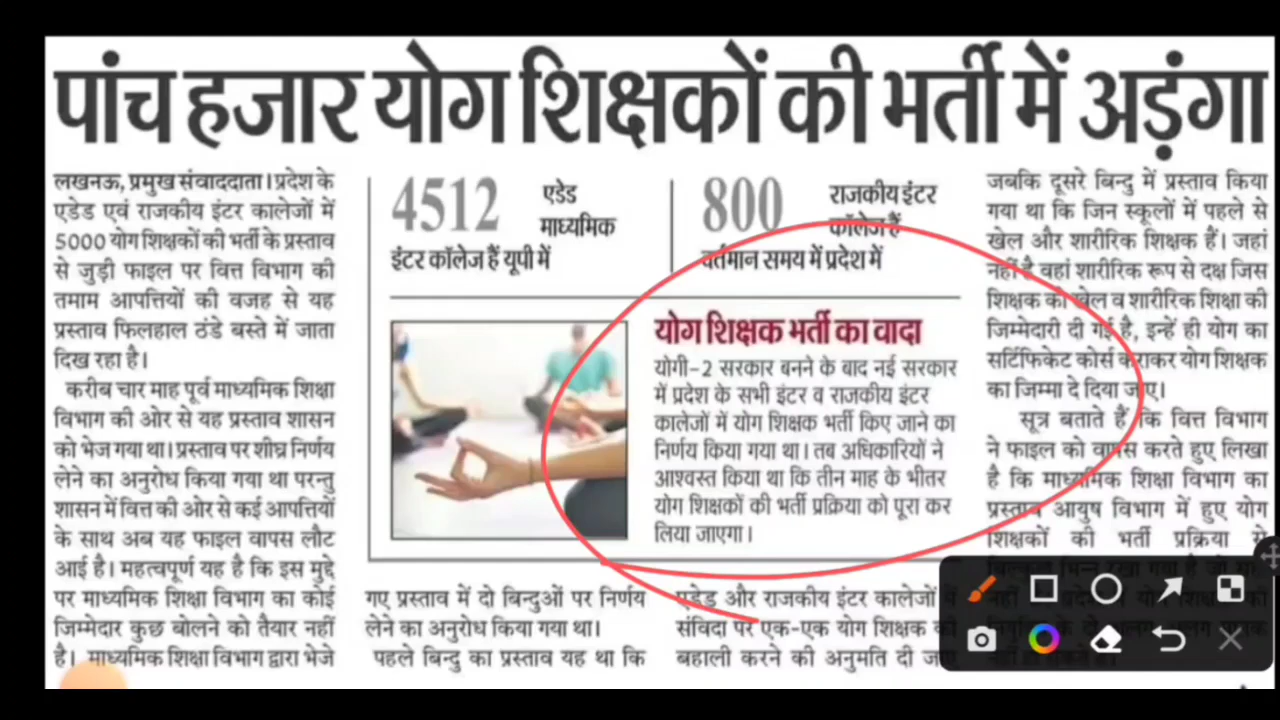 पांच हजार योग शिक्षकों की भर्ती में अड़ंगा
लखनऊ, प्रमुख संवाददाता। प्रदेश के
एडेड एवं राजकीय इंटर कालेजों में
5000 योग शिक्षकों की भर्ती के प्रस्ताव
से जुड़ी फाइल पर वित्त विभाग की
तमाम आपत्तियों की वजह से यह
प्रस्ताव फिलहाल ठंडे बस्ते में जाता
दिख रहा है।
करीब चार माह पूर्व माध्यमिक शिक्षा
विभाग की ओर से यह प्रस्ताव शासन
को भेज गया था। प्रस्ताव पर शीघ्र निर्णय
लेने का अनुरोध किया गया था परन्तु
शासन में वित्त की ओर से कई आपत्तियों
के साथ अब यह फाइल वापस लौट
आई है। महत्वपूर्ण यह है कि इस मुद्दे
पर माध्यमिक शिक्षा विभाग का कोई
जिम्मेदार कुछ बोलने को तैयार नहीं
है। माध्यमिक शिक्षा विभाग द्वारा भेजे
4512 एडेड
माध्यमिक
इंटर कॉलेज हैं यूपी में
800 राजकीय इंटर
कॉलेज हैं
वर्तमान समय में प्रदेश में
योग शिक्षक भर्ती का वादा
योगी-2 सरकार बनने के बाद नई सरकार
में प्रदेश के सभी इंटर व राजकीय इंटर
कालेजों में योग शिक्षक भर्ती किए जाने का
निर्णय किया गया था। तब अधिकारियों ने
आश्वस्त किया था कि तीन माह के भीतर
योग शिक्षकों की भर्ती प्रक्रिया को पूरा कर
लिया जाएगा।
गए प्रस्ताव में दो बिन्दुओं पर निर्णय
लेने का अनुरोध किया गया था।
पहले बिन्दु का प्रस्ताव यह था कि
एडेड और राजकीय इंटर कालेजों
संविदा पर एक-एक योग शिक्षक
बहाली करने की अनुमति दी
जबकि दूसरे बिन्दु में प्रस्ताव किया
गया था कि जिन स्कूलों में पहले से
खेल और शारीरिक शिक्षक हैं। जहां
नहीं है वहां शारीरिक रूप से दक्ष जिस
शिक्षक को खेल व शारीरिक शिक्षा की
जिम्मेदारी दी गई है, इन्हें ही योग का
सर्टिफिकेट कोर्स कराकर योग शिक्षक
का जिम्मा दे दिया जाए।
सूत्र बताते हैं कि वित्त विभाग
ने फाइल को वापस करते हुए लिखा
है कि माध्यमिक शिक्षा विभाग का
प्रस्ताव आयुष विभाग में हुए योग
शिक्षकों की भर्ती प्रक्रिया से